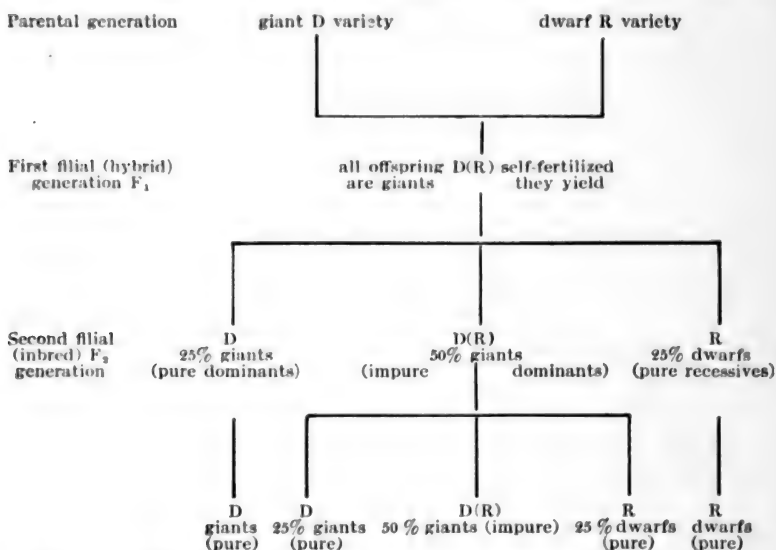 Parental generation giant D variety dwarf R variety
First filial (hybrid) all offspring D(R) self-fertilized
generation F₁ are giants they yield
Second filial D D(R) R
(inbred) F₂ 25% giants 50% giants 25% dwarfs
generation (pure dominants) (impure dominants) (pure recessives)
D D D(R) R R
giants 25% giants 50% giants (impure) 25% dwarfs dwarfs
(pure) (pure) (pure) (pure)